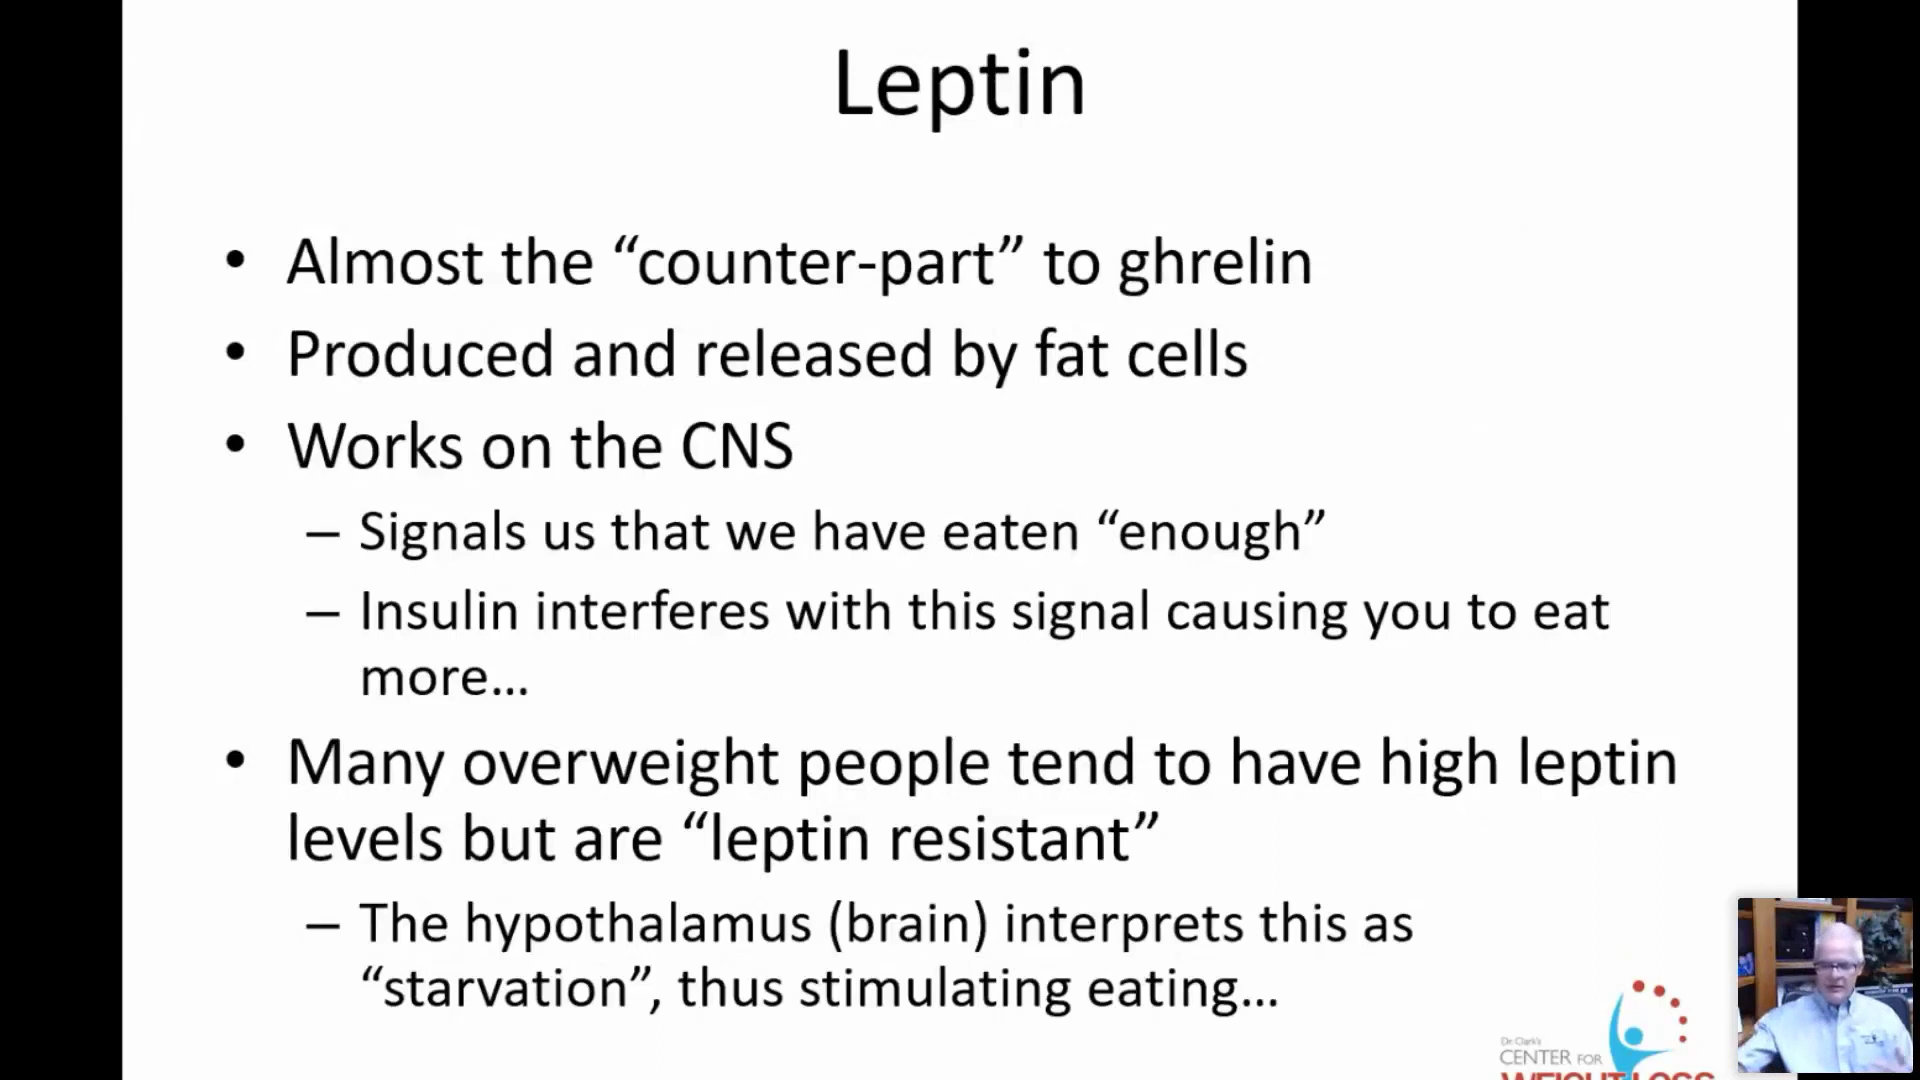 Leptin
• Almost the “counter-part” to ghrelin
• Produced and released by fat cells
• Works on the CNS
– Signals us that we have eaten “enough”
– Insulin interferes with this signal causing you to eat
more...
• Many overweight people tend to have high leptin
levels but are “leptin resistant”
– The hypothalamus (brain) interprets this as
“starvation”, thus stimulating eating...
Dr. Clark's
CENTER FOR
WEIGHT LOSS